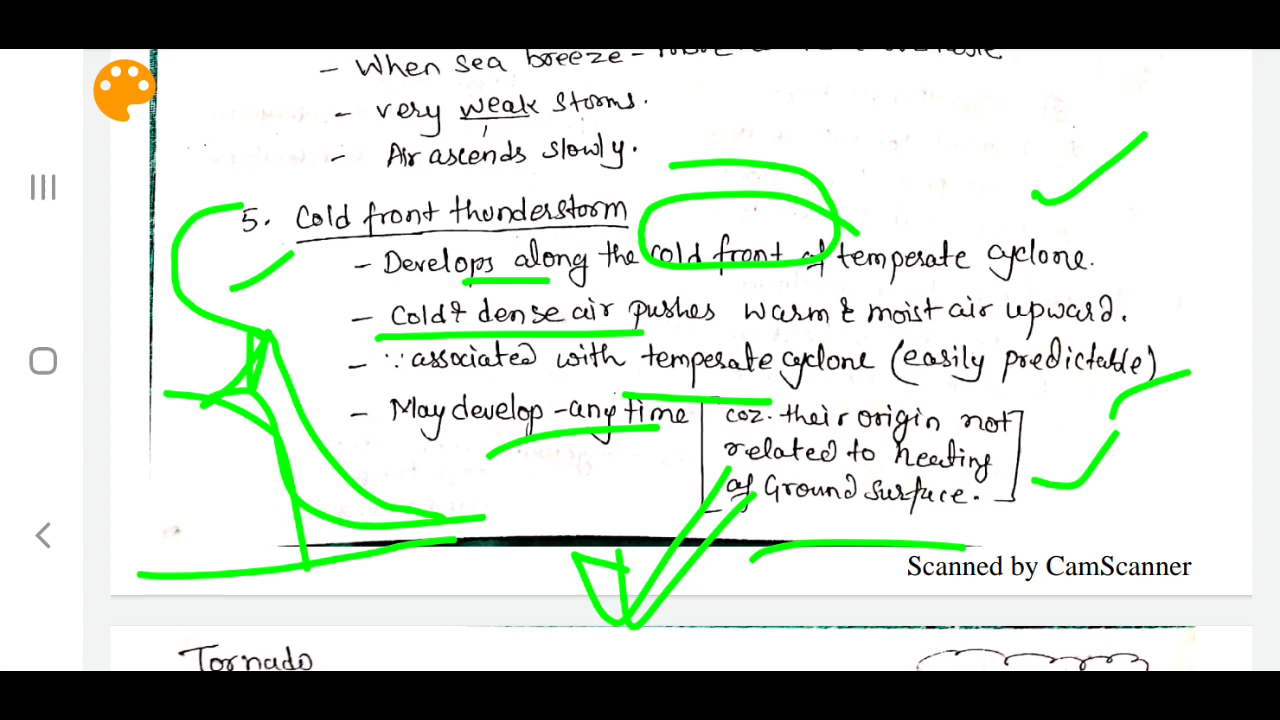 - When sea breeze -
- very weak storms.
- Air ascends slowly.
5. Cold front thunderstorm
- Develops along the cold front of temperate cyclone.
- Cold & dense air pushes warm & moist air upward.
- ∵ associated with temperate cyclone (easily predictable)
- May develop - any time [coz. their origin not
related to heating
of Ground surface.]
Scanned by CamScanner
Tornado